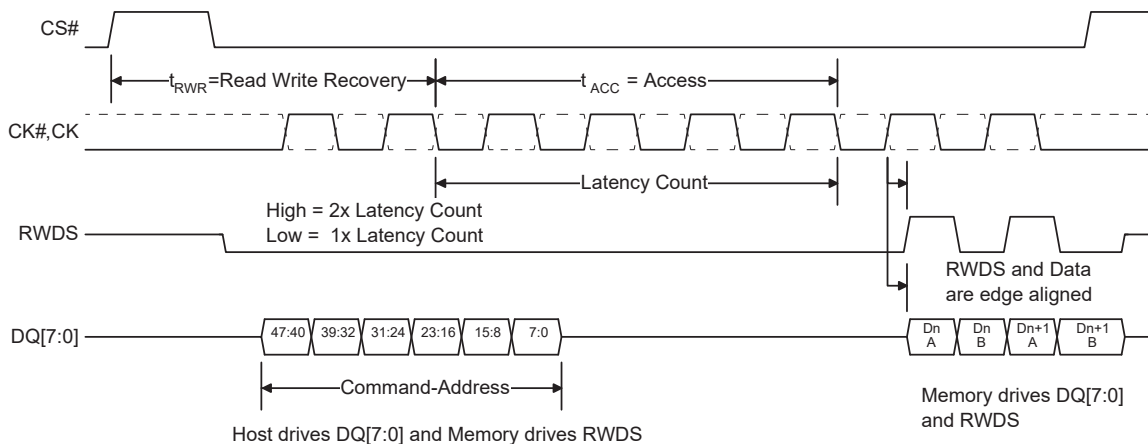 CS#
tRWR=Read Write Recovery
tACC = Access
CK#,CK
Latency Count
High = 2x Latency Count
Low = 1x Latency Count
RWDS
RWDS and Data
are edge aligned
DQ[7:0]
47:40 39:32 31:24 23:16 15:8 7:0
Dn A
Dn B
Dn+1 A
Dn+1 B
Command-Address
Memory drives DQ[7:0]
and RWDS
Host drives DQ[7:0] and Memory drives RWDS